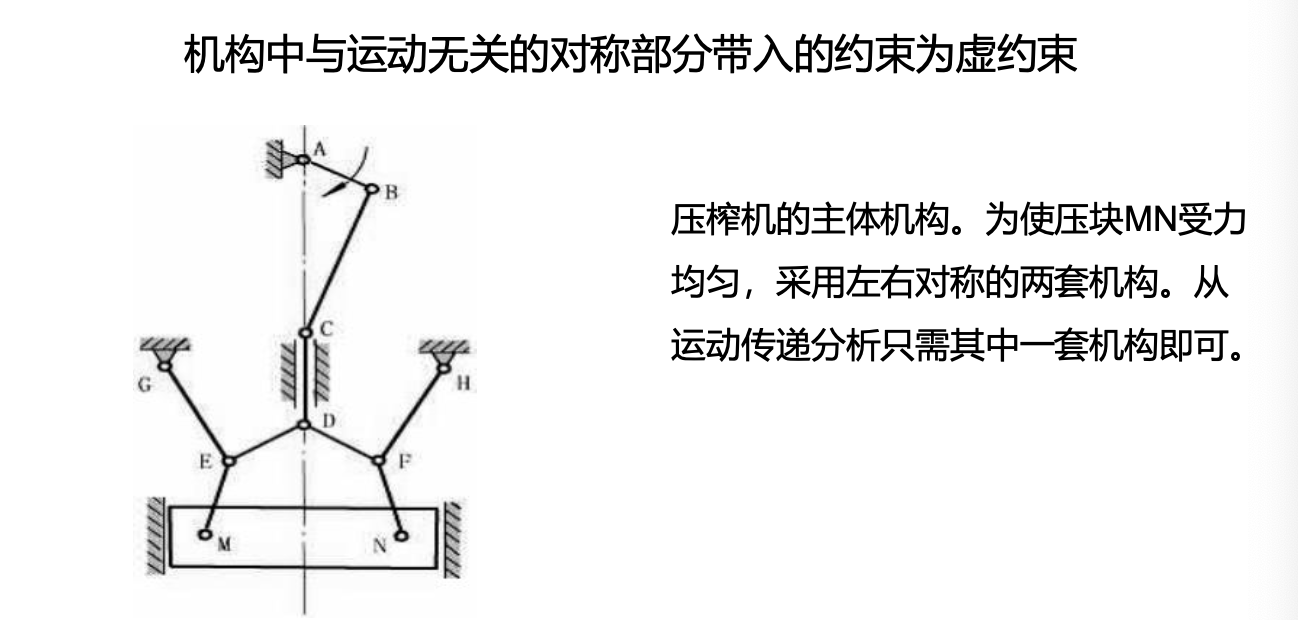 机构中与运动无关的对称部分带入的约束为虚约束
A
B
C
G
H
D
E
F
M
N
压榨机的主体机构。为使压块MN受力
均匀，采用左右对称的两套机构。从
运动传递分析只需其中一套机构即可。